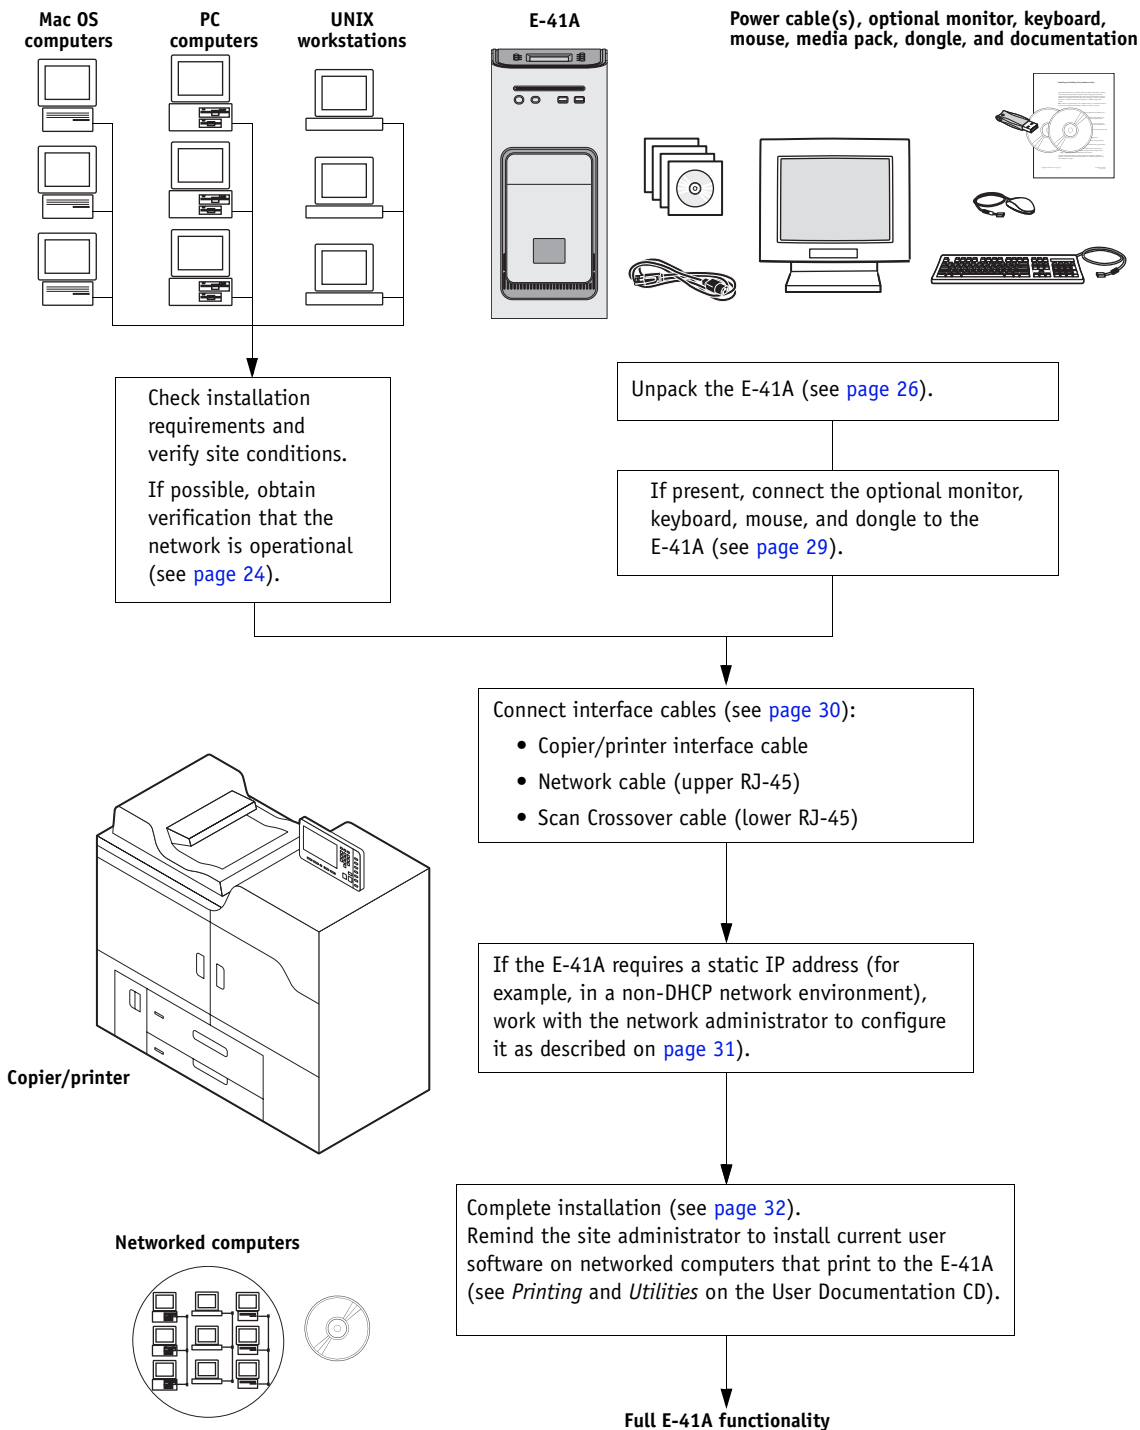 Mac OS
computers
PC
computers
UNIX
workstations
E-41A
Power cable(s), optional monitor, keyboard,
mouse, media pack, dongle, and documentation
Check installation
requirements and
verify site conditions.
If possible, obtain
verification that the
network is operational
(see page 24).
Unpack the E-41A (see page 26).
If present, connect the optional monitor,
keyboard, mouse, and dongle to the
E-41A (see page 29).
Connect interface cables (see page 30):
• Copier/printer interface cable
• Network cable (upper RJ-45)
• Scan Crossover cable (lower RJ-45)
If the E-41A requires a static IP address (for
example, in a non-DHCP network environment),
work with the network administrator to configure
it as described on page 31).
Copier/printer
Complete installation (see page 32).
Remind the site administrator to install current user
software on networked computers that print to the E-41A
(see Printing and Utilities on the User Documentation CD).
Networked computers
Full E-41A functionality